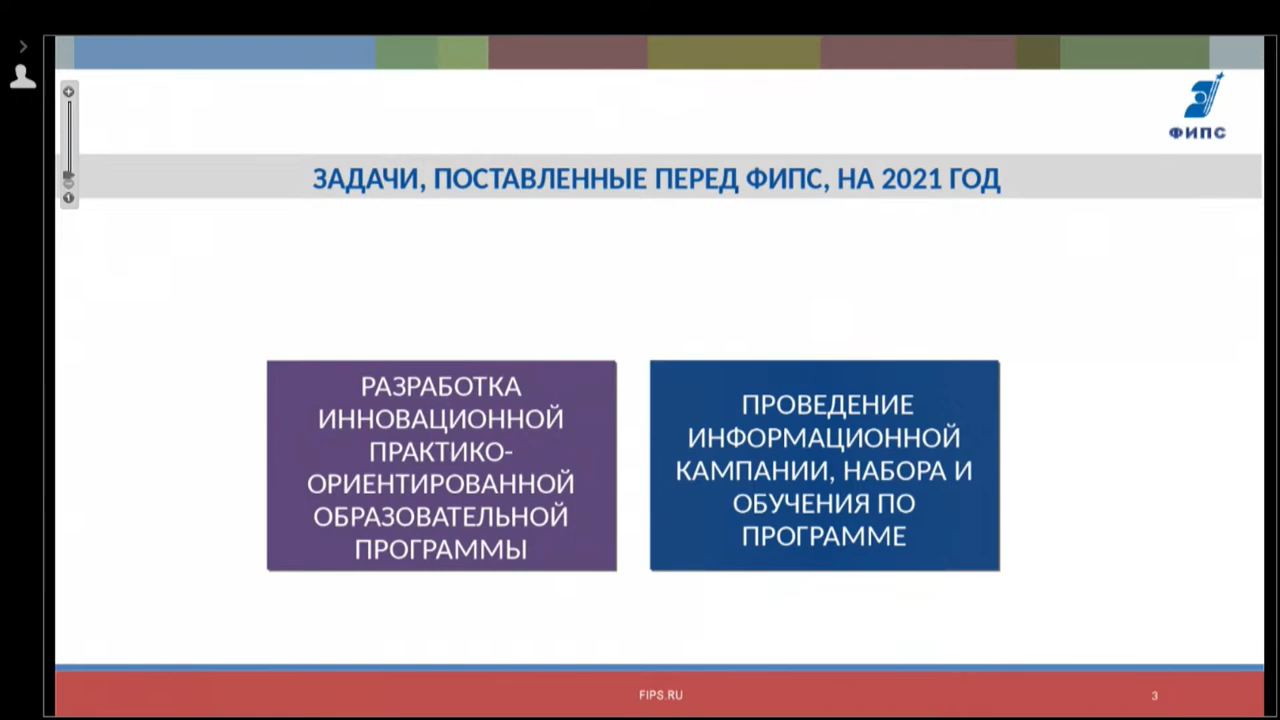 ФИПС
ЗАДАЧИ, ПОСТАВЛЕННЫЕ ПЕРЕД ФИПС, НА 2021 ГОД
РАЗРАБОТКА
ИННОВАЦИОННОЙ
ПРАКТИКО-
ОРИЕНТИРОВАННОЙ
ОБРАЗОВАТЕЛЬНОЙ
ПРОГРАММЫ
ПРОВЕДЕНИЕ
ИНФОРМАЦИОННОЙ
КАМПАНИИ, НАБОРА И
ОБУЧЕНИЯ ПО
ПРОГРАММЕ
FIPS.RU
3